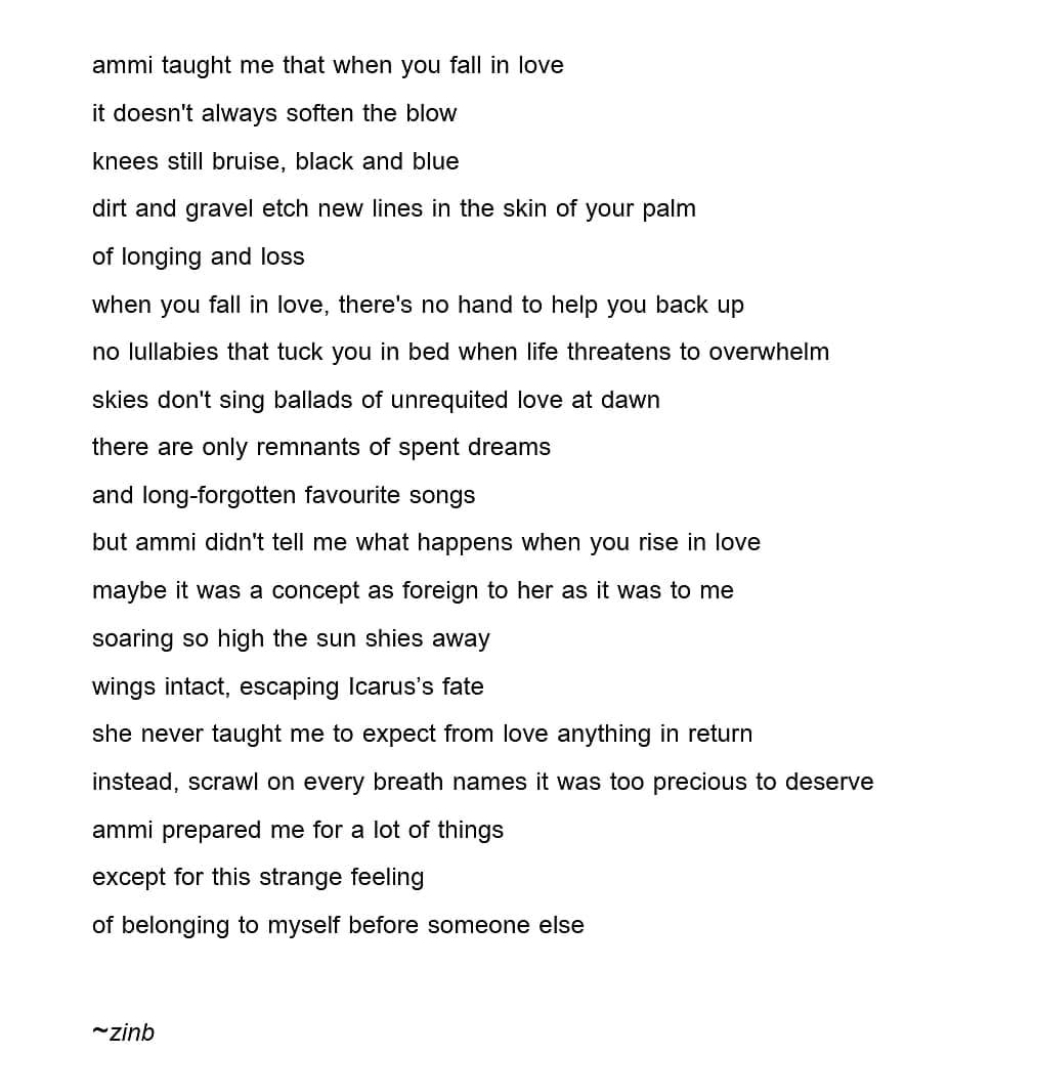 ammi taught me that when you fall in love
it doesn't always soften the blow
knees still bruise, black and blue
dirt and gravel etch new lines in the skin of your palm
of longing and loss
when you fall in love, there's no hand to help you back up
no lullabies that tuck you in bed when life threatens to overwhelm
skies don't sing ballads of unrequited love at dawn
there are only remnants of spent dreams
and long-forgotten favourite songs
but ammi didn't tell me what happens when you rise in love
maybe it was a concept as foreign to her as it was to me
soaring so high the sun shies away
wings intact, escaping Icarus’s fate
she never taught me to expect from love anything in return
instead, scrawl on every breath names it was too precious to deserve
ammi prepared me for a lot of things
except for this strange feeling
of belonging to myself before someone else
~zinb